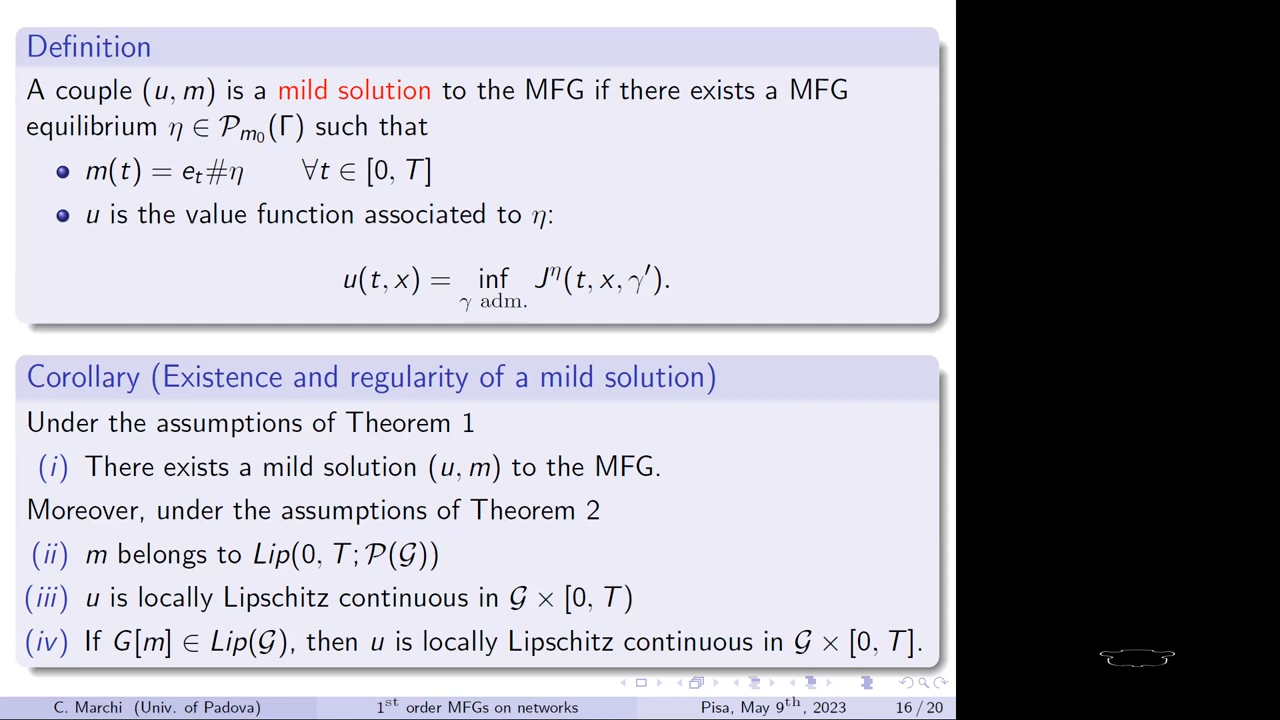 Definition
A couple (u, m) is a mild solution to the MFG if there exists a MFG
equilibrium η ∈ 𝒫_{m₀}(Γ) such that
• m(t) = e_t#η ∀t ∈ [0, T]
• u is the value function associated to η:
u(t, x) = inf_{γ adm.} J^η(t, x, γ′).
Corollary (Existence and regularity of a mild solution)
Under the assumptions of Theorem 1
(i) There exists a mild solution (u, m) to the MFG.
Moreover, under the assumptions of Theorem 2
(ii) m belongs to Lip(0, T; 𝒫(𝒢))
(iii) u is locally Lipschitz continuous in 𝒢 × [0, T)
(iv) If G[m] ∈ Lip(𝒢), then u is locally Lipschitz continuous in 𝒢 × [0, T].
C. Marchi (Univ. of Padova) 1st order MFGs on networks Pisa, May 9th, 2023 16 / 20